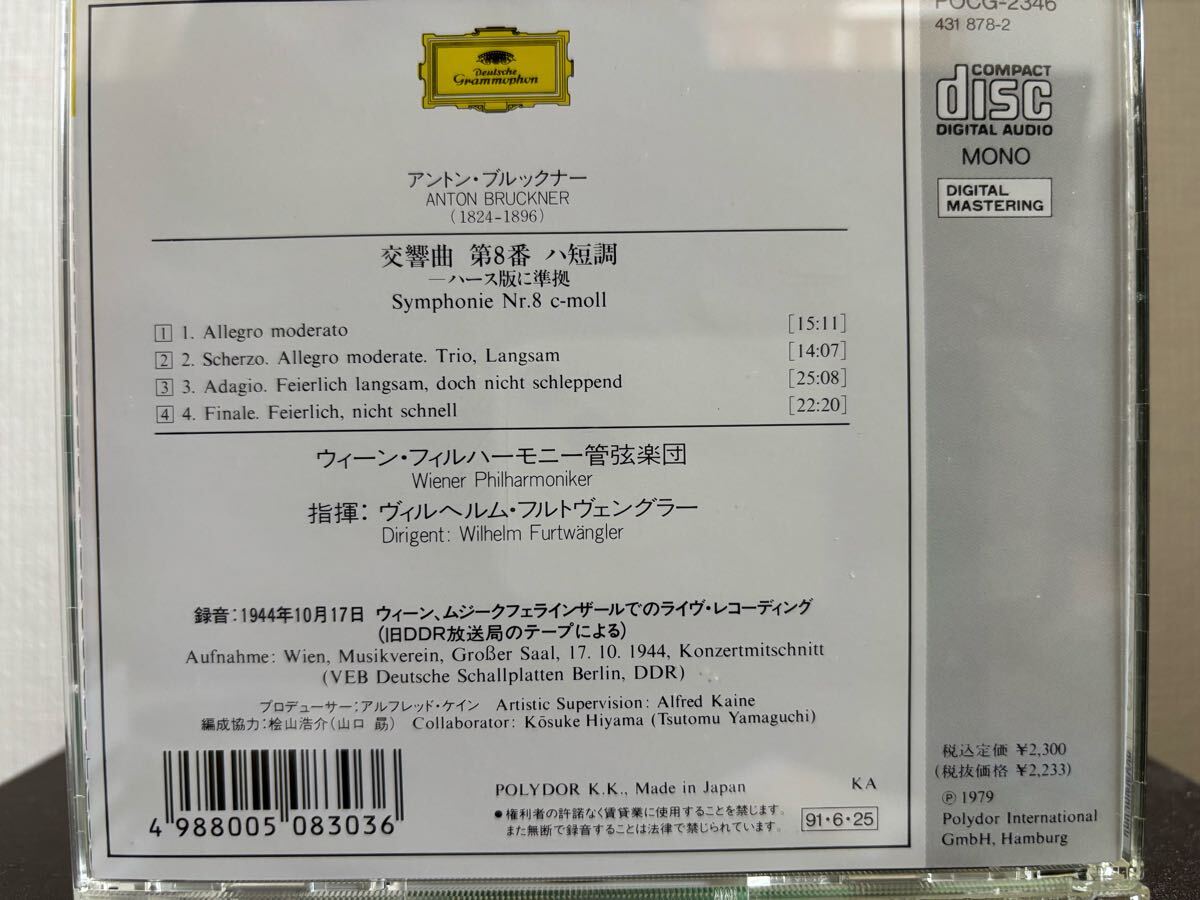 Deutsche
Grammophon
アントン・ブルックナー
ANTON BRUCKNER
(1824-1896)
交響曲 第8番 ハ短調
―ハース版に準拠
Symphonie Nr.8 c-moll
1 1. Allegro moderato [15:11]
2 2. Scherzo. Allegro moderate. Trio, Langsam [14:07]
3 3. Adagio. Feierlich langsam, doch nicht schleppend [25:08]
4 4. Finale. Feierlich, nicht schnell [22:20]
ウィーン・フィルハーモニー管弦楽団
Wiener Philharmoniker
指揮：ヴィルヘルム・フルトヴェングラー
Dirigent: Wilhelm Furtwängler
録音：1944年10月17日 ウィーン、ムジークフェラインザールでのライヴ・レコーディング
(旧DDR放送局のテープによる)
Aufnahme: Wien, Musikverein, Großer Saal, 17. 10. 1944, Konzertmitschnitt
(VEB Deutsche Schallplatten Berlin, DDR)
プロデューサー：アルフレッド・ケイン Artistic Supervision: Alfred Kaine
編成協力：桧山浩介(山口 勗) Collaborator: Kōsuke Hiyama (Tsutomu Yamaguchi)
4 988005 083036
POLYDOR K.K., Made in Japan KA
●権利者の許諾なく賃貸業に使用することを禁じます。
また無断で録音することは法律で禁じられています。
91・6・25
POCG-2346
431 878-2
COMPACT
disc
DIGITAL AUDIO
MONO
DIGITAL
MASTERING
税込定価 ¥2,300
(税抜価格 ¥2,233)
Ⓟ 1979
Polydor International
GmbH, Hamburg